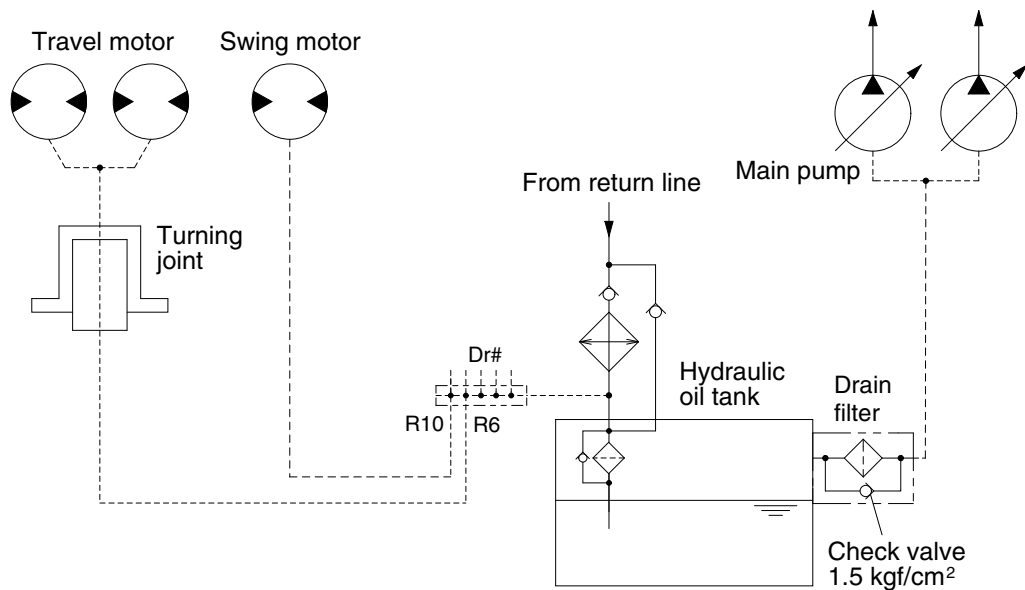 Travel motor
Swing motor
Main pump
From return line
Turning
joint
Dr#
R10
R6
Hydraulic
oil tank
Drain
filter
Check valve
1.5 kgf/cm²